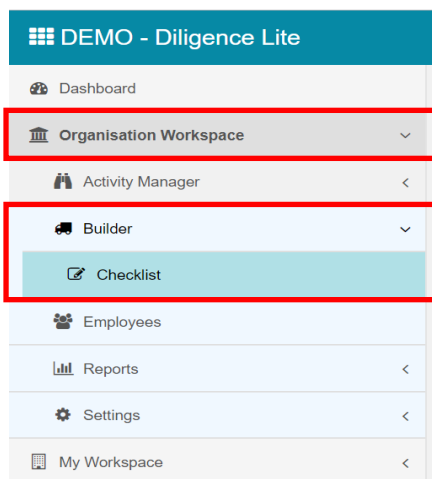 DEMO - Diligence Lite
Dashboard
Organisation Workspace
Activity Manager
Builder
Checklist
Employees
Reports
Settings
My Workspace